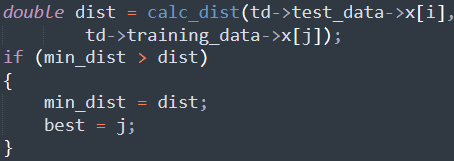 double dist = calc_dist(td->test_data->x[i],
        td->training_data->x[j]);
if (min_dist > dist)
{
    min_dist = dist;
    best = j;
}